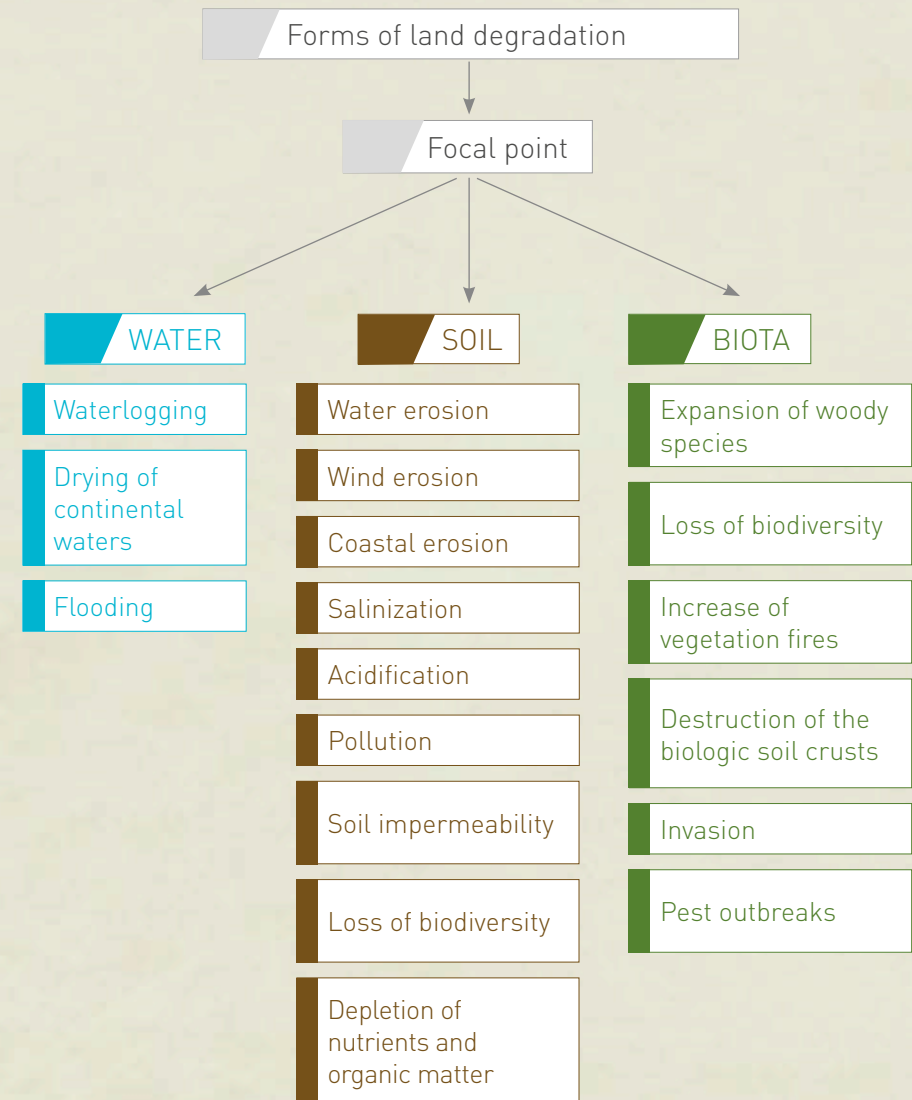 Forms of land degradation
Focal point
WATER
Waterlogging
Drying of
continental
waters
Flooding
SOIL
Water erosion
Wind erosion
Coastal erosion
Salinization
Acidification
Pollution
Soil impermeability
Loss of biodiversity
Depletion of
nutrients and
organic matter
BIOTA
Expansion of woody
species
Loss of biodiversity
Increase of
vegetation fires
Destruction of the
biologic soil crusts
Invasion
Pest outbreaks